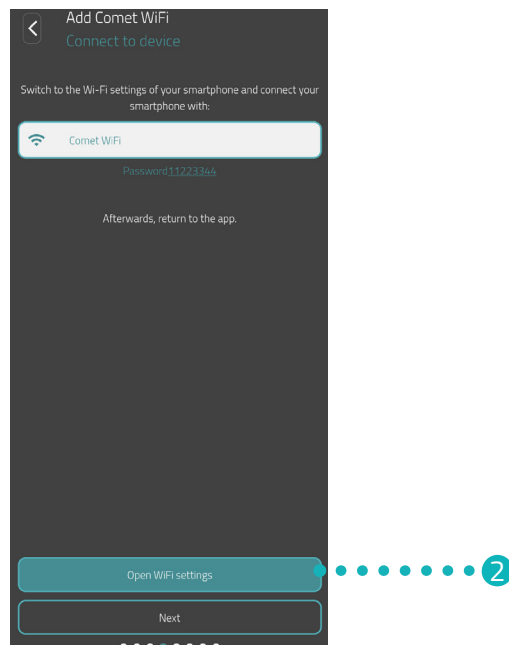 Add Comet WiFi
Connect to device
Switch to the Wi-Fi settings of your smartphone and connect your
smartphone with:
Comet WiFi
Password11223344
Afterwards, return to the app.
Open WiFi settings
2
Next